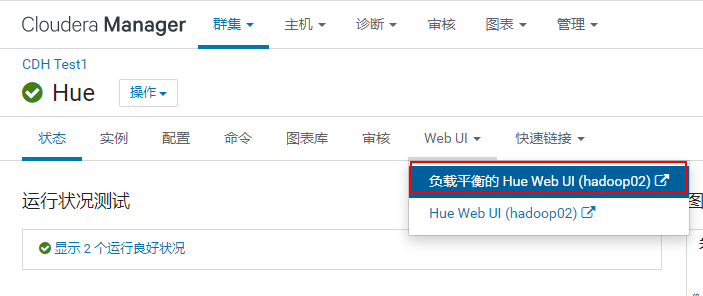 Cloudera Manager 群集 主机 诊断 审核 图表 管理
CDH Test1
Hue 操作
状态 实例 配置 命令 图表库 审核 Web UI 快速链接
负载平衡的 Hue Web UI (hadoop02)
运行状况测试
Hue Web UI (hadoop02)
显示 2 个运行良好状况